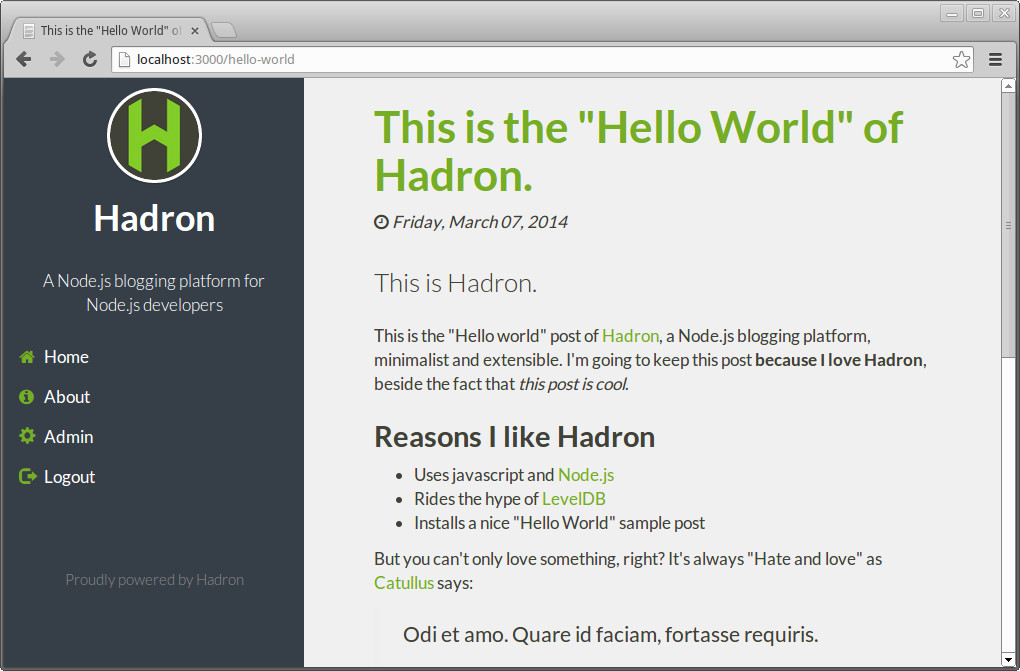 This is the "Hello World" o
localhost:3000/hello-world
H
Hadron
A Node.js blogging platform for
Node.js developers
Home
About
Admin
Logout
Proudly powered by Hadron
This is the "Hello World" of
Hadron.
Friday, March 07, 2014
This is Hadron.
This is the "Hello world" post of Hadron, a Node.js blogging platform,
minimalist and extensible. I'm going to keep this post because I love Hadron,
beside the fact that this post is cool.
Reasons I like Hadron
• Uses javascript and Node.js
• Rides the hype of LevelDB
• Installs a nice "Hello World" sample post
But you can't only love something, right? It's always "Hate and love" as
Catullus says:
Odi et amo. Quare id faciam, fortasse requiris.